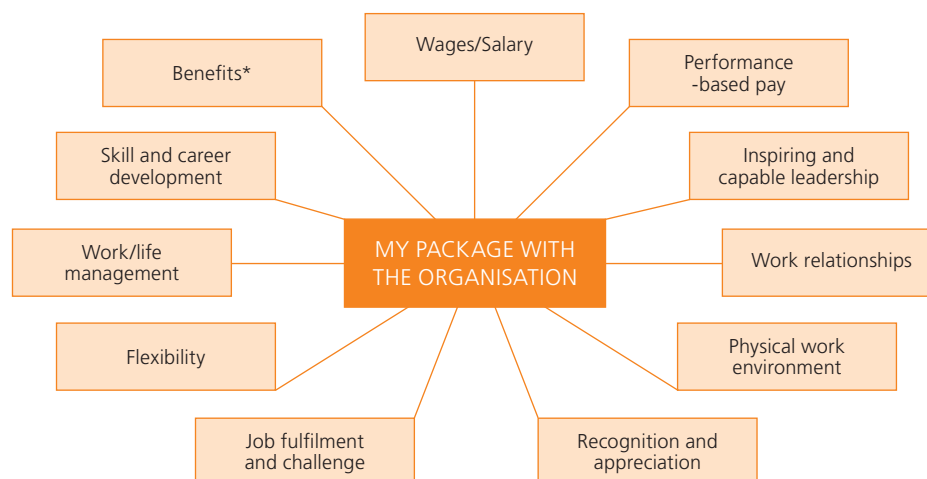 Wages/Salary
Benefits*
Performance
-based pay
Skill and career
development
Inspiring and
capable leadership
MY PACKAGE WITH
THE ORGANISATION
Work/life
management
Work relationships
Flexibility
Physical work
environment
Job fulfilment
and challenge
Recognition and
appreciation